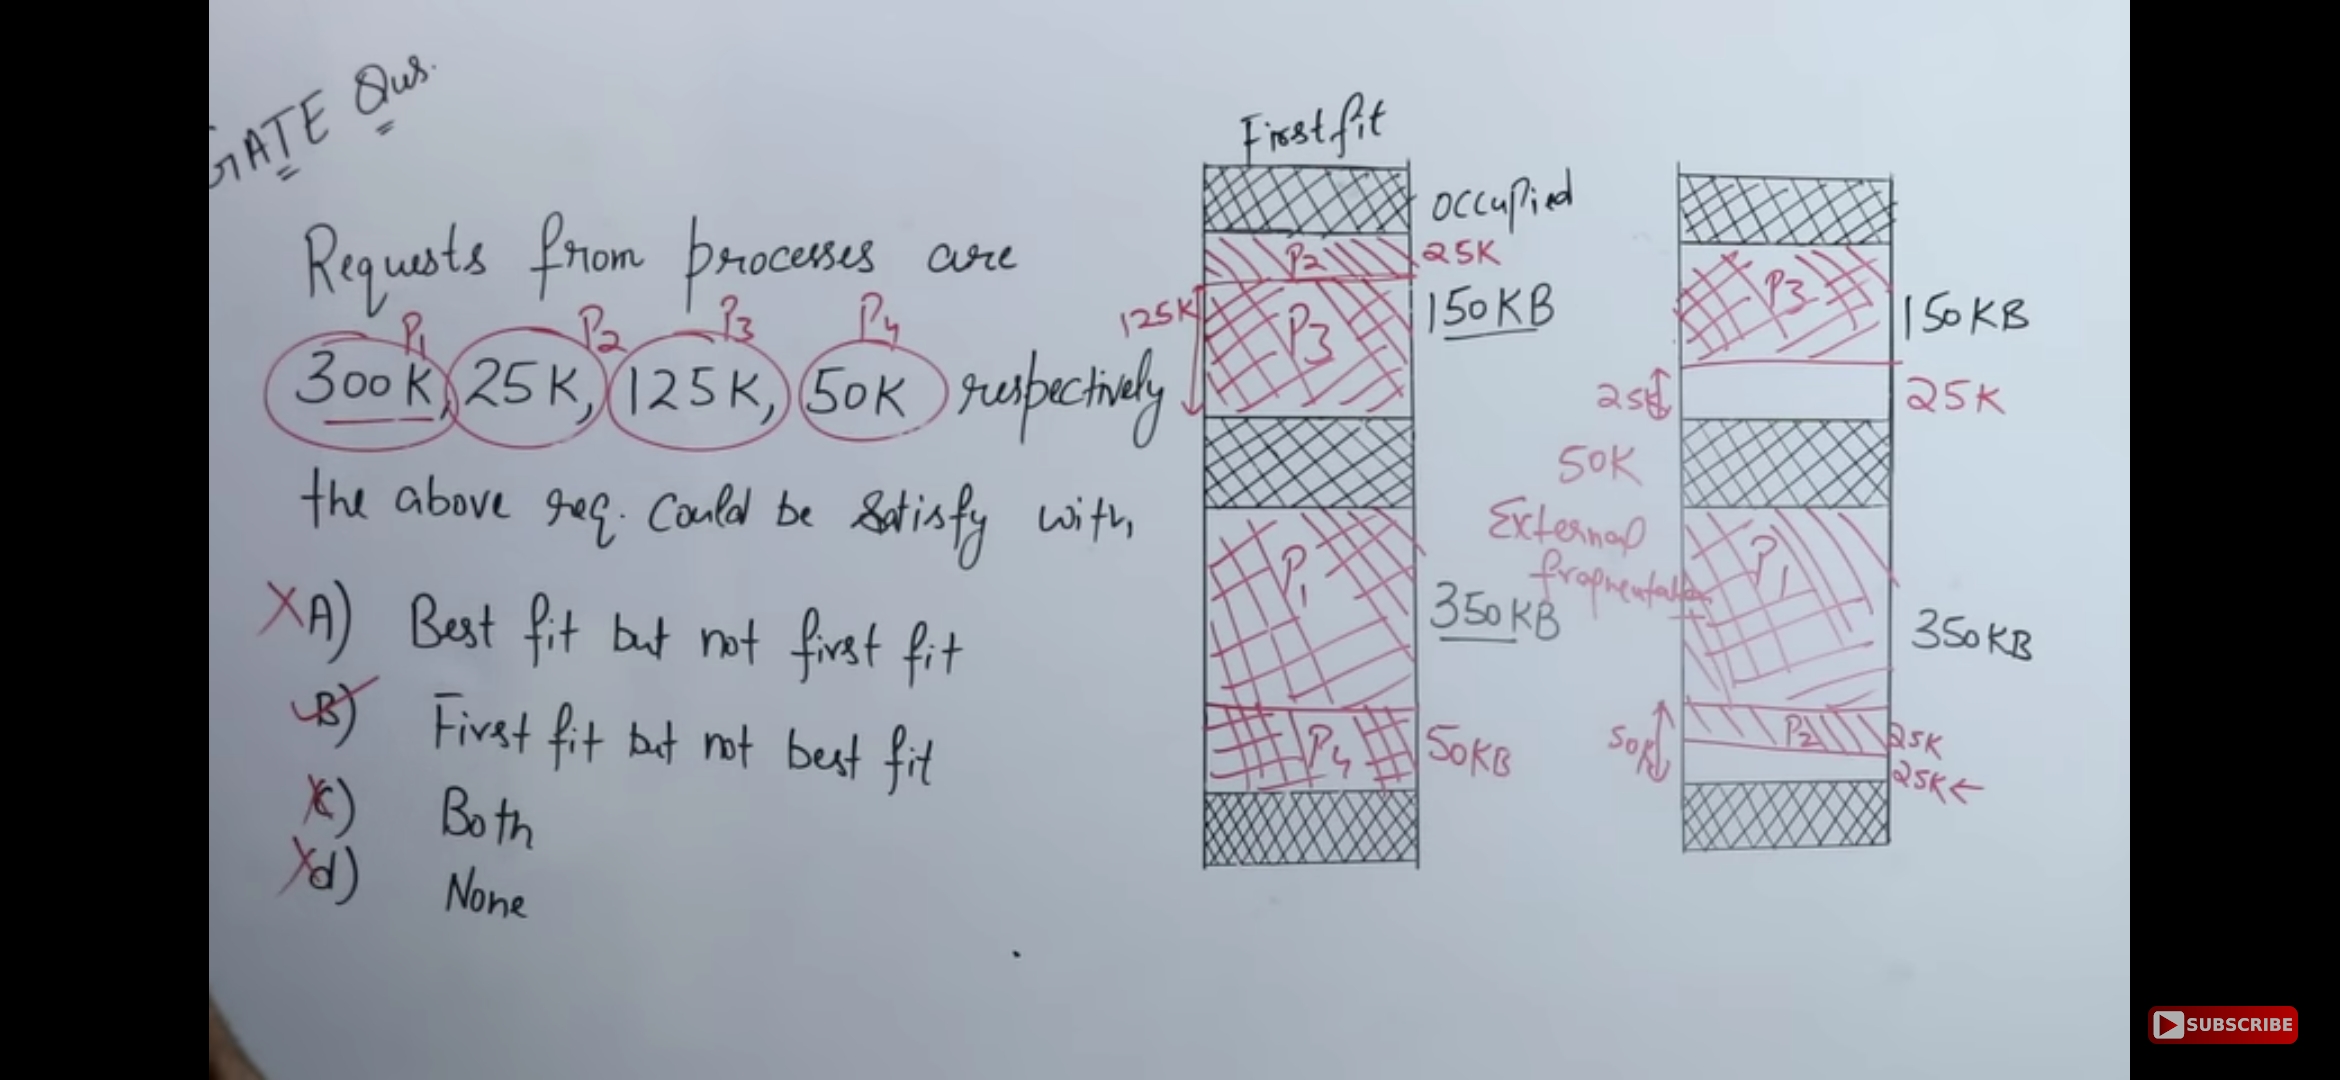 GATE Qus.
Requests from processes are
P1 P2 P3 P4
300K, 25K, 125K, 50K respectively
the above req. Could be Satisfy with,
A) Best fit but not first fit
B) First fit but not best fit
c) Both
d) None
First fit
occupied
P2 25K
125K P3 150KB
P1 350KB
P4 50KB
P3 150KB
25K 25K
50K
External
P1
350KB
50K P2 25K
25K
SUBSCRIBE